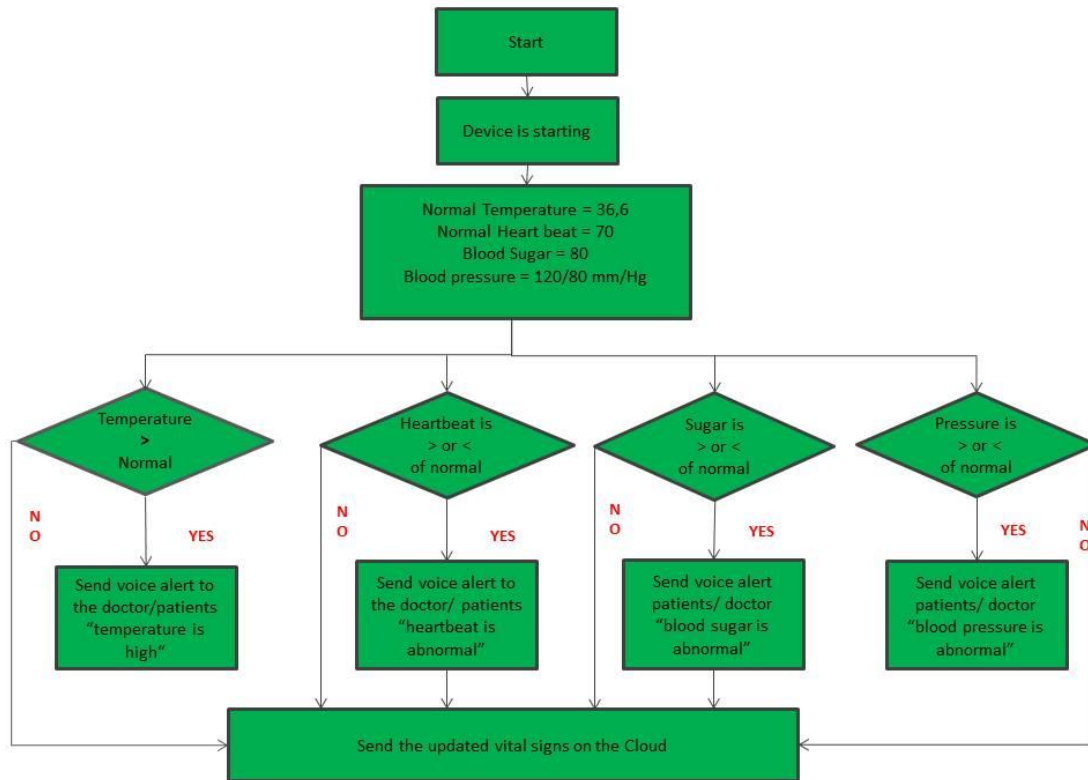 Start
Device is starting
Normal Temperature = 36,6
Normal Heart beat = 70
Blood Sugar = 80
Blood pressure = 120/80 mm/Hg
Temperature
>
Normal
Heartbeat is
> or <
of normal
Sugar is
> or <
of normal
Pressure is
> or <
of normal
N
O
YES
N
O
YES
N
O
YES
YES
N
O
Send voice alert to
the doctor/patients
“temperature is
high“
Send voice alert to
the doctor/ patients
“heartbeat is
abnormal”
Send voice alert
patients/ doctor
“blood sugar is
abnormal”
Send voice alert
patients/ doctor
“blood pressure is
abnormal”
Send the updated vital signs on the Cloud